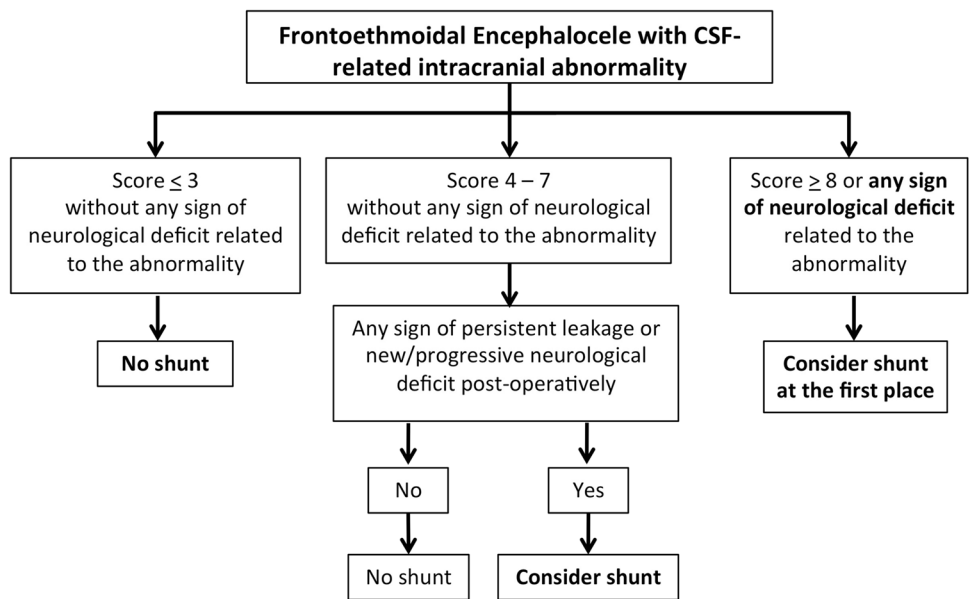 Frontoethmoidal Encephalocele with CSF-
related intracranial abnormality
Score ≤ 3
without any sign of
neurological deficit related
to the abnormality
Score 4 – 7
without any sign of neurological
deficit related to the abnormality
Score ≥ 8 or any sign
of neurological deficit
related to the
abnormality
No shunt
Any sign of persistent leakage or
new/progressive neurological
deficit post-operatively
Consider shunt
at the first place
No
Yes
No shunt
Consider shunt